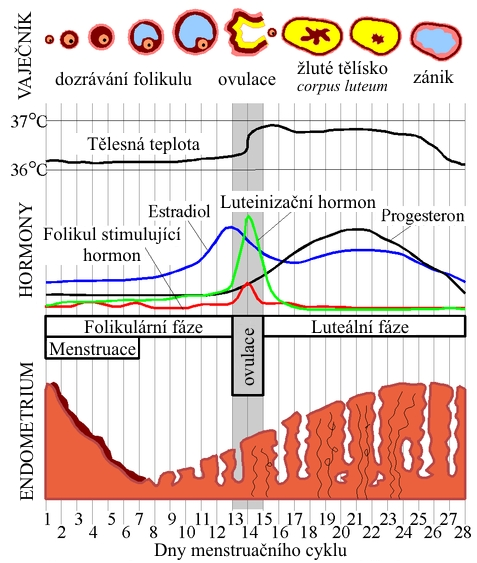 VAJEČNÍK
dozrávání folikulu
ovulace
žluté tělísko
corpus luteum
zánik
37°C
Tělesná teplota
36°C
HORMONY
Estradiol
Luteinizační hormon
Progesteron
Folikul stimulující
hormon
Folikulární fáze
ovulace
Luteální fáze
Menstruace
ENDOMETRIUM
1 3 5 7 9 11 13 15 17 19 21 23 25 27
2 4 6 8 10 12 14 16 18 20 22 24 26 28
Dny menstruačního cyklu